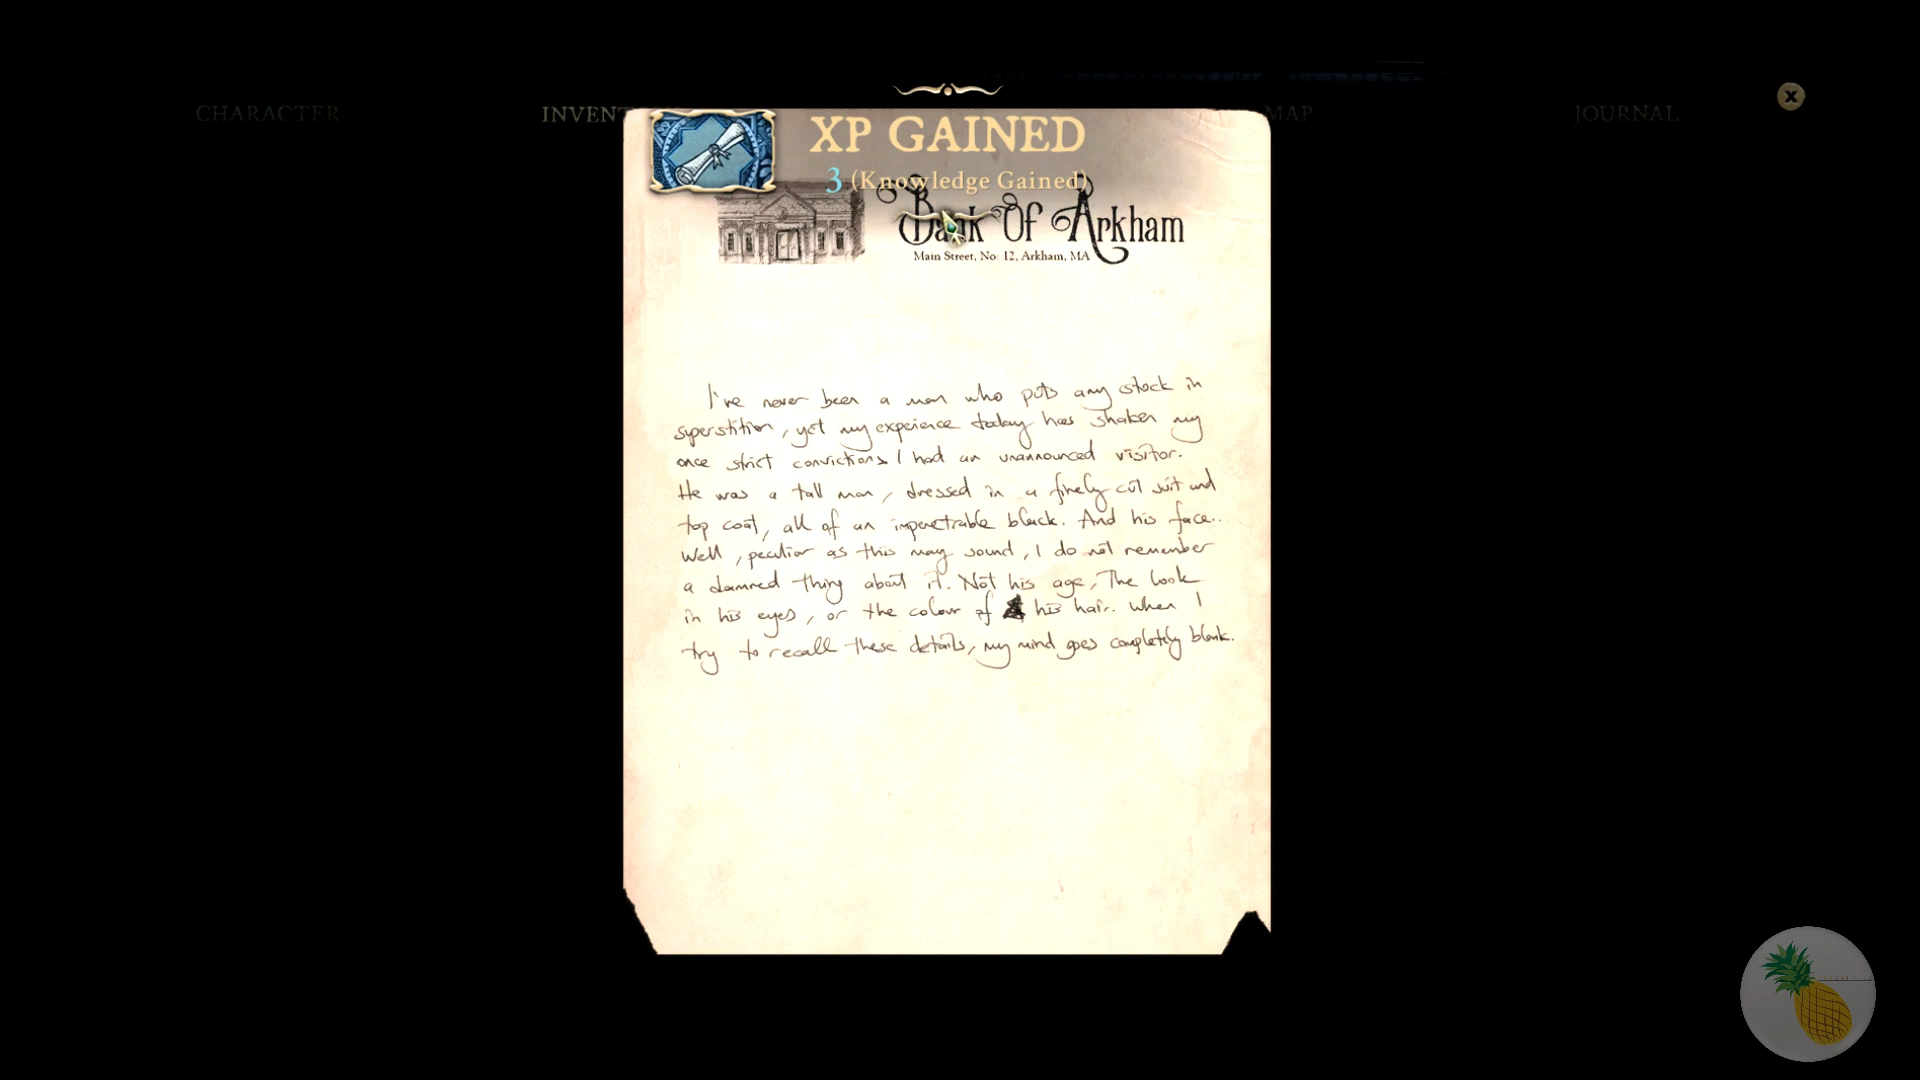 CHARACTER
INVENT
MAP
JOURNAL
x
XP GAINED
3 (Knowledge Gained)
Bank Of Arkham
Main Street, No: 12, Arkham, MA
I've never been a man who puts any stock in
superstition, yet my experience today has shaken my
once strict convictions I had an unannounced visitor.
He was a tall man, dressed in a finely cut suit and
top coat, all of an impenetrable black. And his face..
Well, peculiar as this may sound, I do not remember
a damned thing about it. Not his age, The look
in his eyes, or the colour of his hair. When I
try to recall these details, my mind goes completely blank.